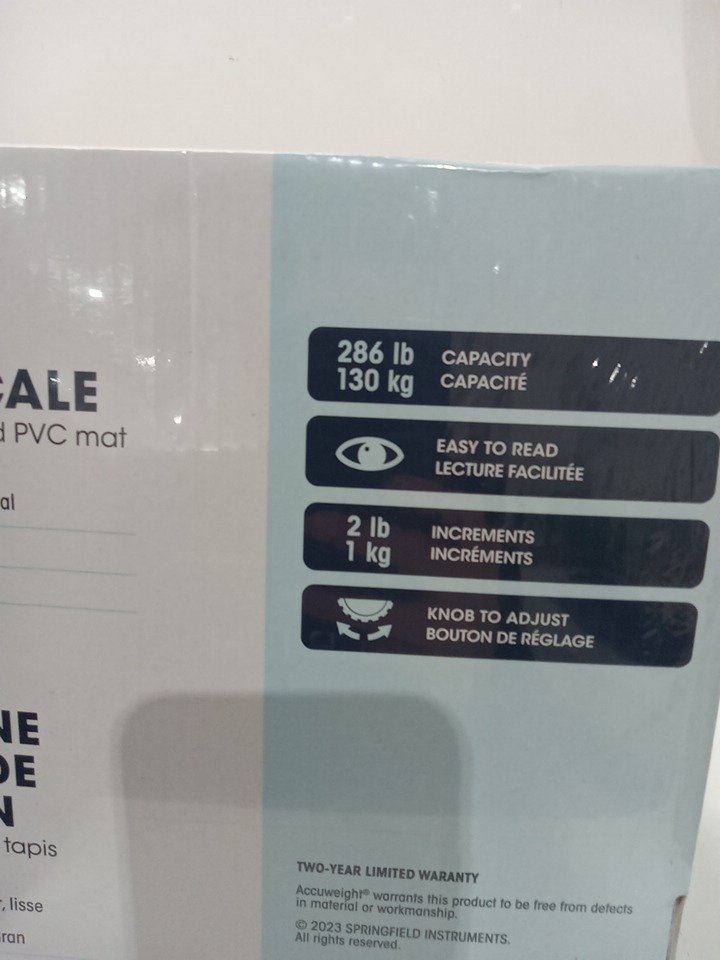 CALE
PVC mat
al
NE
DE
N
tapis
, lisse
ran
286 lb
130 kg
CAPACITY
CAPACITÉ
EASY TO READ
LECTURE FACILITÉE
2 lb
1 kg
INCREMENTS
INCRÉMENTS
KNOB TO ADJUST
BOUTON DE RÉGLAGE
TWO-YEAR LIMITED WARANTY
Accuweight® warrants this product to be free from defects
in material or workmanship.
© 2023 SPRINGFIELD INSTRUMENTS.
All rights reserved.